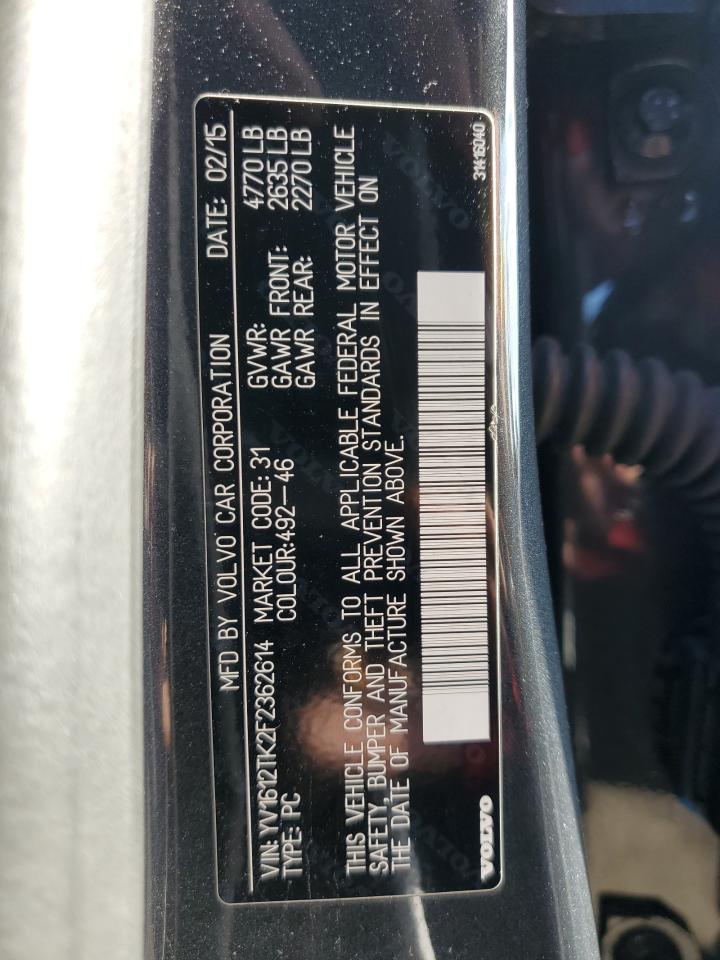 MFD BY VOLVO CAR CORPORATION DATE: 02/15
VIN: YV1612TK2F2362614 MARKET CODE: 31 GVWR: 4770 LB
TYPE: PC COLOUR:492-46 GAWR FRONT: 2635 LB
GAWR REAR: 2270 LB
THIS VEHICLE CONFORMS TO ALL APPLICABLE FEDERAL MOTOR VEHICLE
SAFETY, BUMPER AND THEFT PREVENTION STANDARDS IN EFFECT ON
THE DATE OF MANUFACTURE SHOWN ABOVE.
VOLVO 31416040